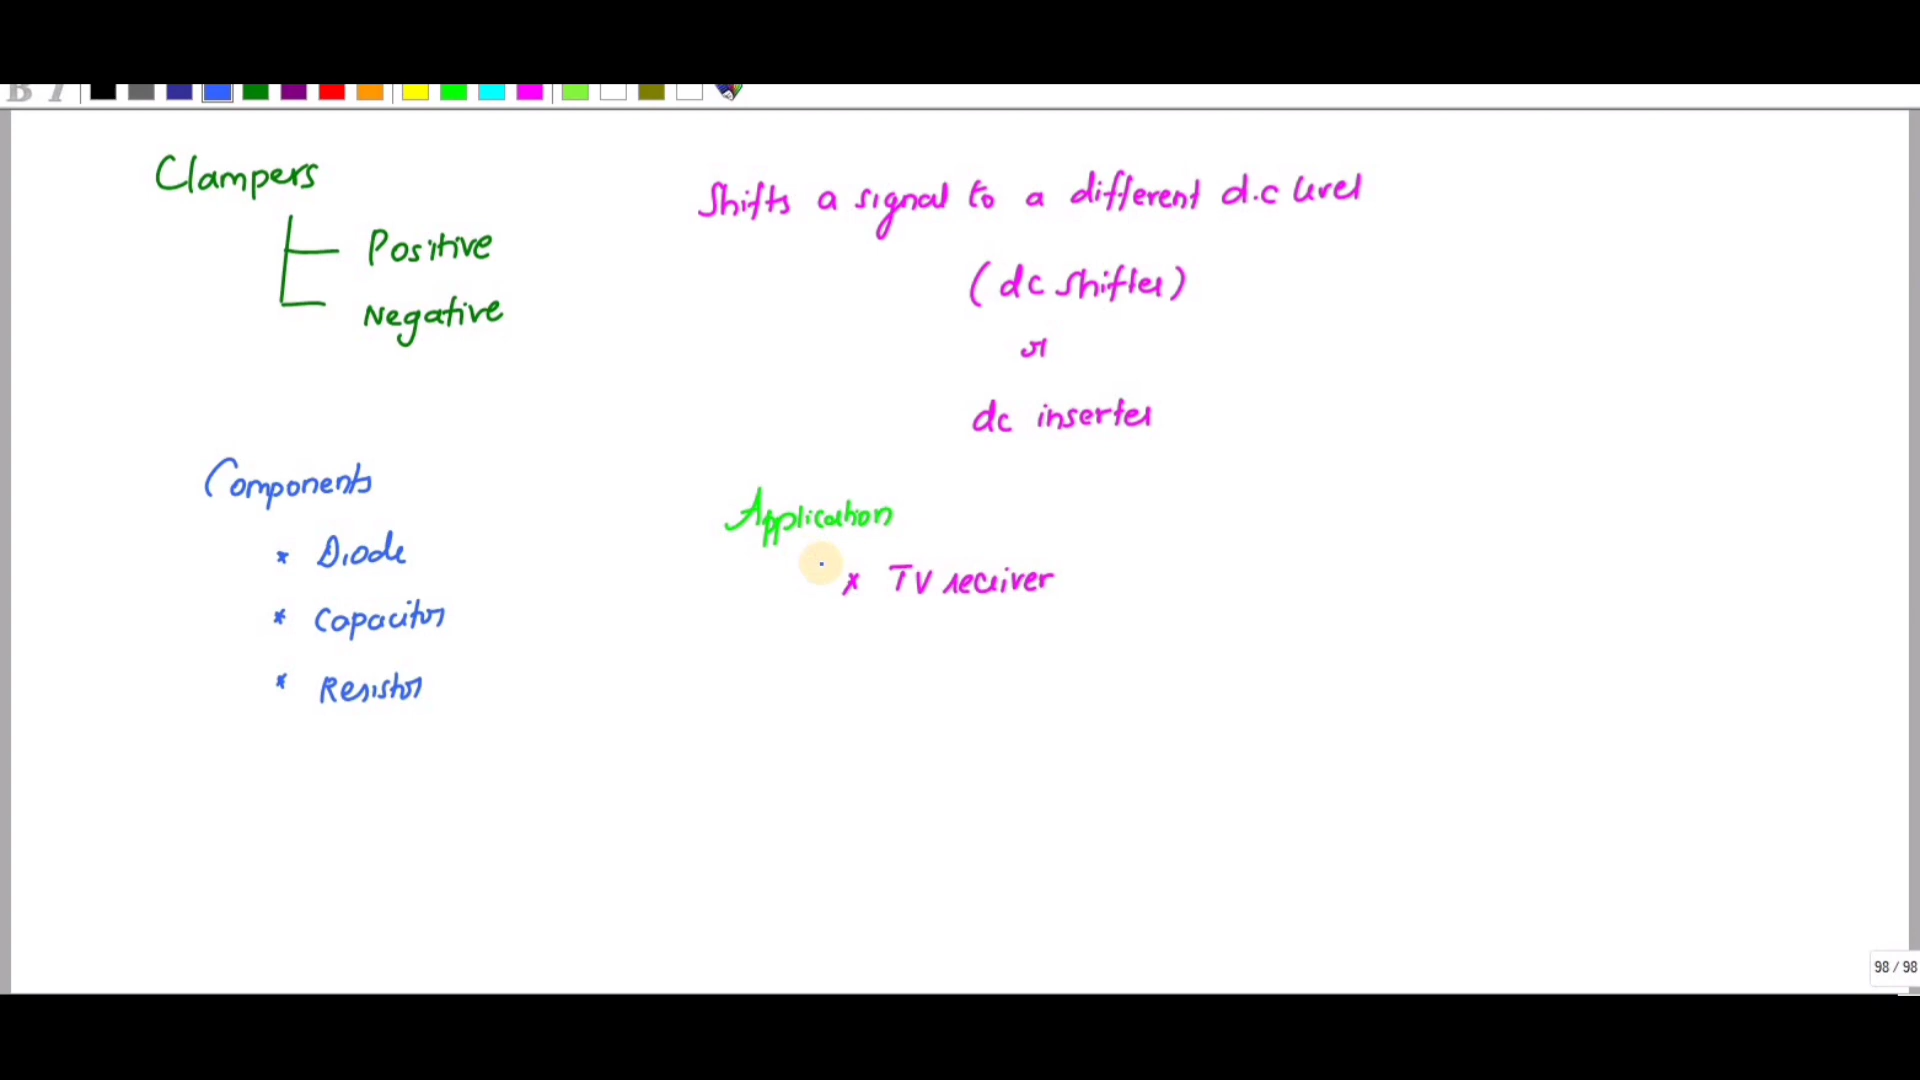 B I
Clampers
Positive
Negative
Shifts a signal to a different d.c level
(dc shifter)
or
dc inserter
Components
* Diode
* Capacitor
* Resistor
Application
* TV receiver
98 / 98